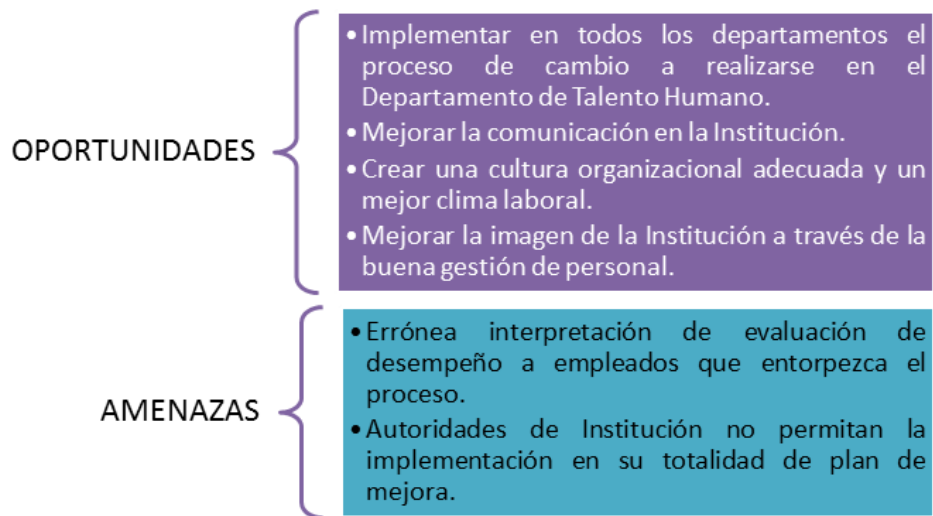 OPORTUNIDADES
•Implementar en todos los departamentos el
proceso de cambio a realizarse en el
Departamento de Talento Humano.
•Mejorar la comunicación en la Institución.
•Crear una cultura organizacional adecuada y un
mejor clima laboral.
•Mejorar la imagen de la Institución a través de la
buena gestión de personal.
AMENAZAS
•Errónea interpretación de evaluación de
desempeño a empleados que entorpezca el
proceso.
•Autoridades de Institución no permitan la
implementación en su totalidad de plan de
mejora.